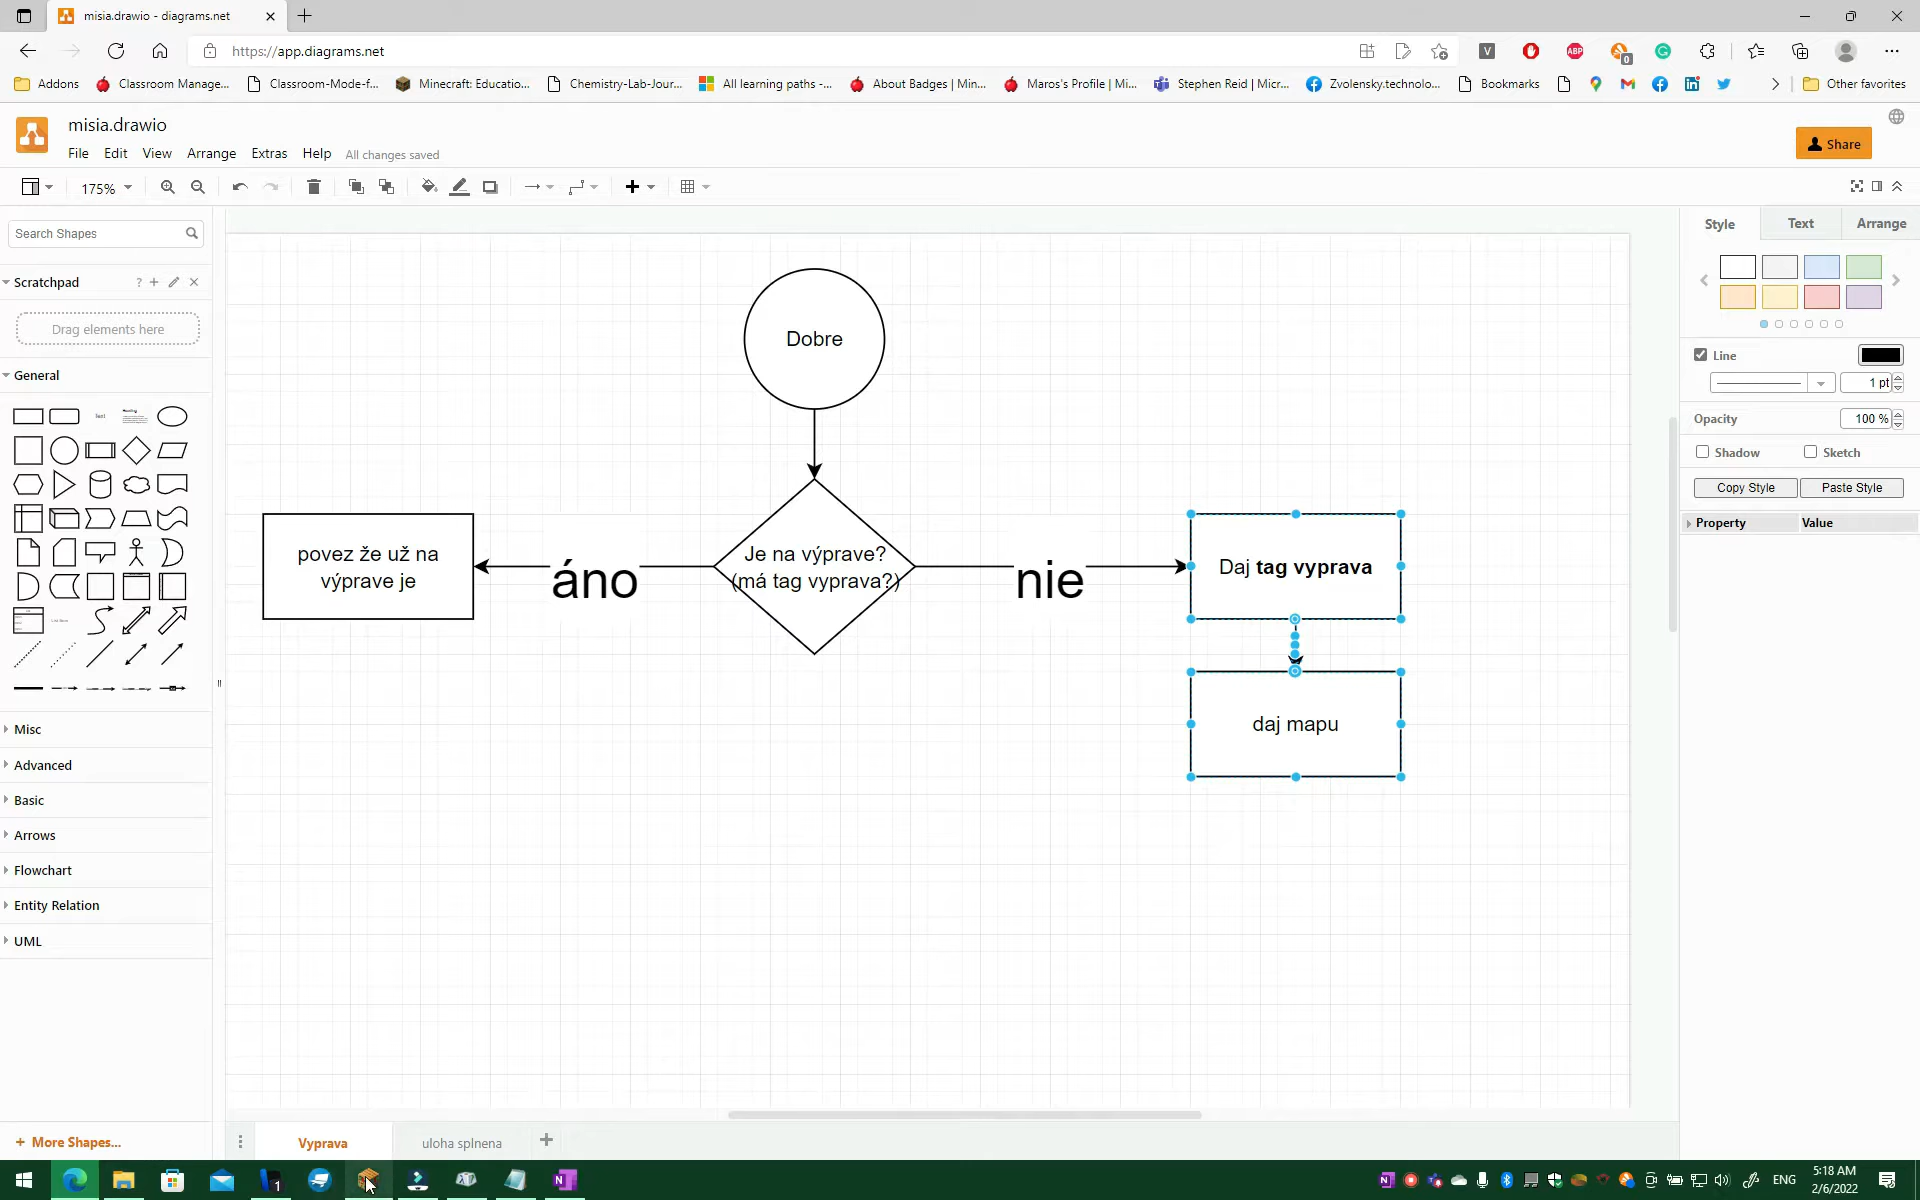 misia.drawio - diagrams.net
https://app.diagrams.net
Addons
Classroom Manage...
Classroom-Mode-f...
Minecraft: Educatio...
Chemistry-Lab-Jour...
All learning paths -...
About Badges | Min...
Maros's Profile | Mi...
Stephen Reid | Micr...
Zvolensky.technolo...
Bookmarks
Other favorites
misia.drawio
File Edit View Arrange Extras Help All changes saved
Share
175%
Search Shapes
Scratchpad
Drag elements here
General
Text
Heading
Misc
Advanced
Basic
Arrows
Flowchart
Entity Relation
UML
+ More Shapes...
Dobre
Je na výprave?
(má tag vyprava?)
áno
nie
povez že už na
výprave je
Daj tag vyprava
daj mapu
Vyprava
uloha splnena
Style
Text
Arrange
Line
1 pt
Opacity
100 %
Shadow
Sketch
Copy Style
Paste Style
Property
Value
V
ABP
0
1
N
ENG
5:18 AM
2/6/2022